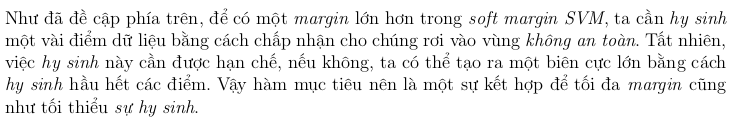 Như đã đề cập phía trên, để có một margin lớn hơn trong soft margin SVM, ta cần hy sinh
một vài điểm dữ liệu bằng cách chấp nhận cho chúng rơi vào vùng không an toàn. Tất nhiên,
việc hy sinh này cần được hạn chế, nếu không, ta có thể tạo ra một biên cực lớn bằng cách
hy sinh hầu hết các điểm. Vậy hàm mục tiêu nên là một sự kết hợp để tối đa margin cũng
như tối thiểu sự hy sinh.